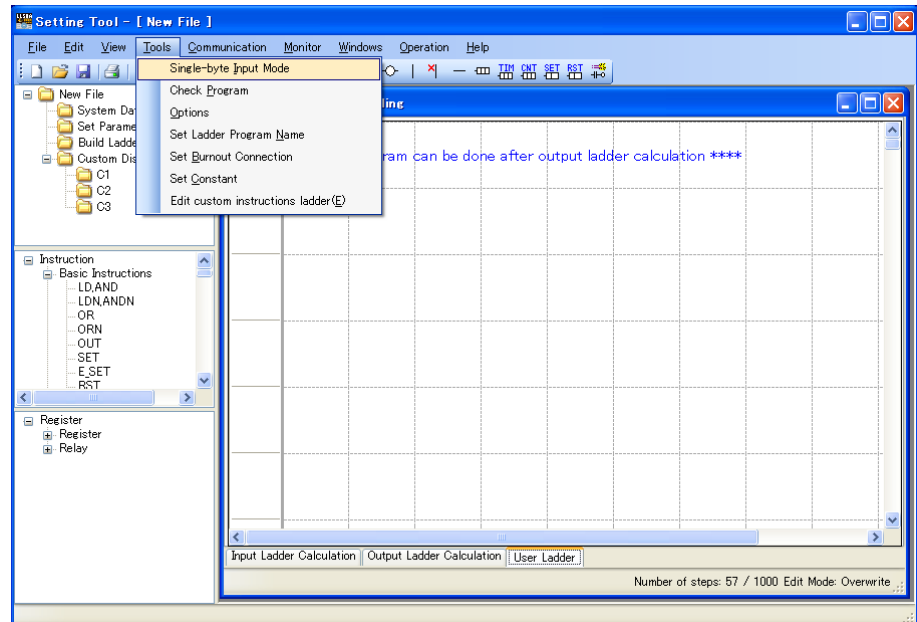 Setting Tool - [ New File ]
File Edit View Tools Communication Monitor Windows Operation Help
TIM CNT SET RST
Single-byte Input Mode
Check Program
Options
Set Ladder Program Name
Set Burnout Connection
Set Constant
Edit custom instructions ladder(E)
New File
System Da
Set Parame
Build Ladde
Custom Dis
C1
C2
C3
ling
ram can be done after output ladder calculation ****
Instruction
Basic Instructions
LD,AND
LDN,ANDN
OR
ORN
OUT
SET
E_SET
RST
Register
Register
Relay
Input Ladder Calculation Output Ladder Calculation User Ladder
Number of steps: 57 / 1000 Edit Mode: Overwrite